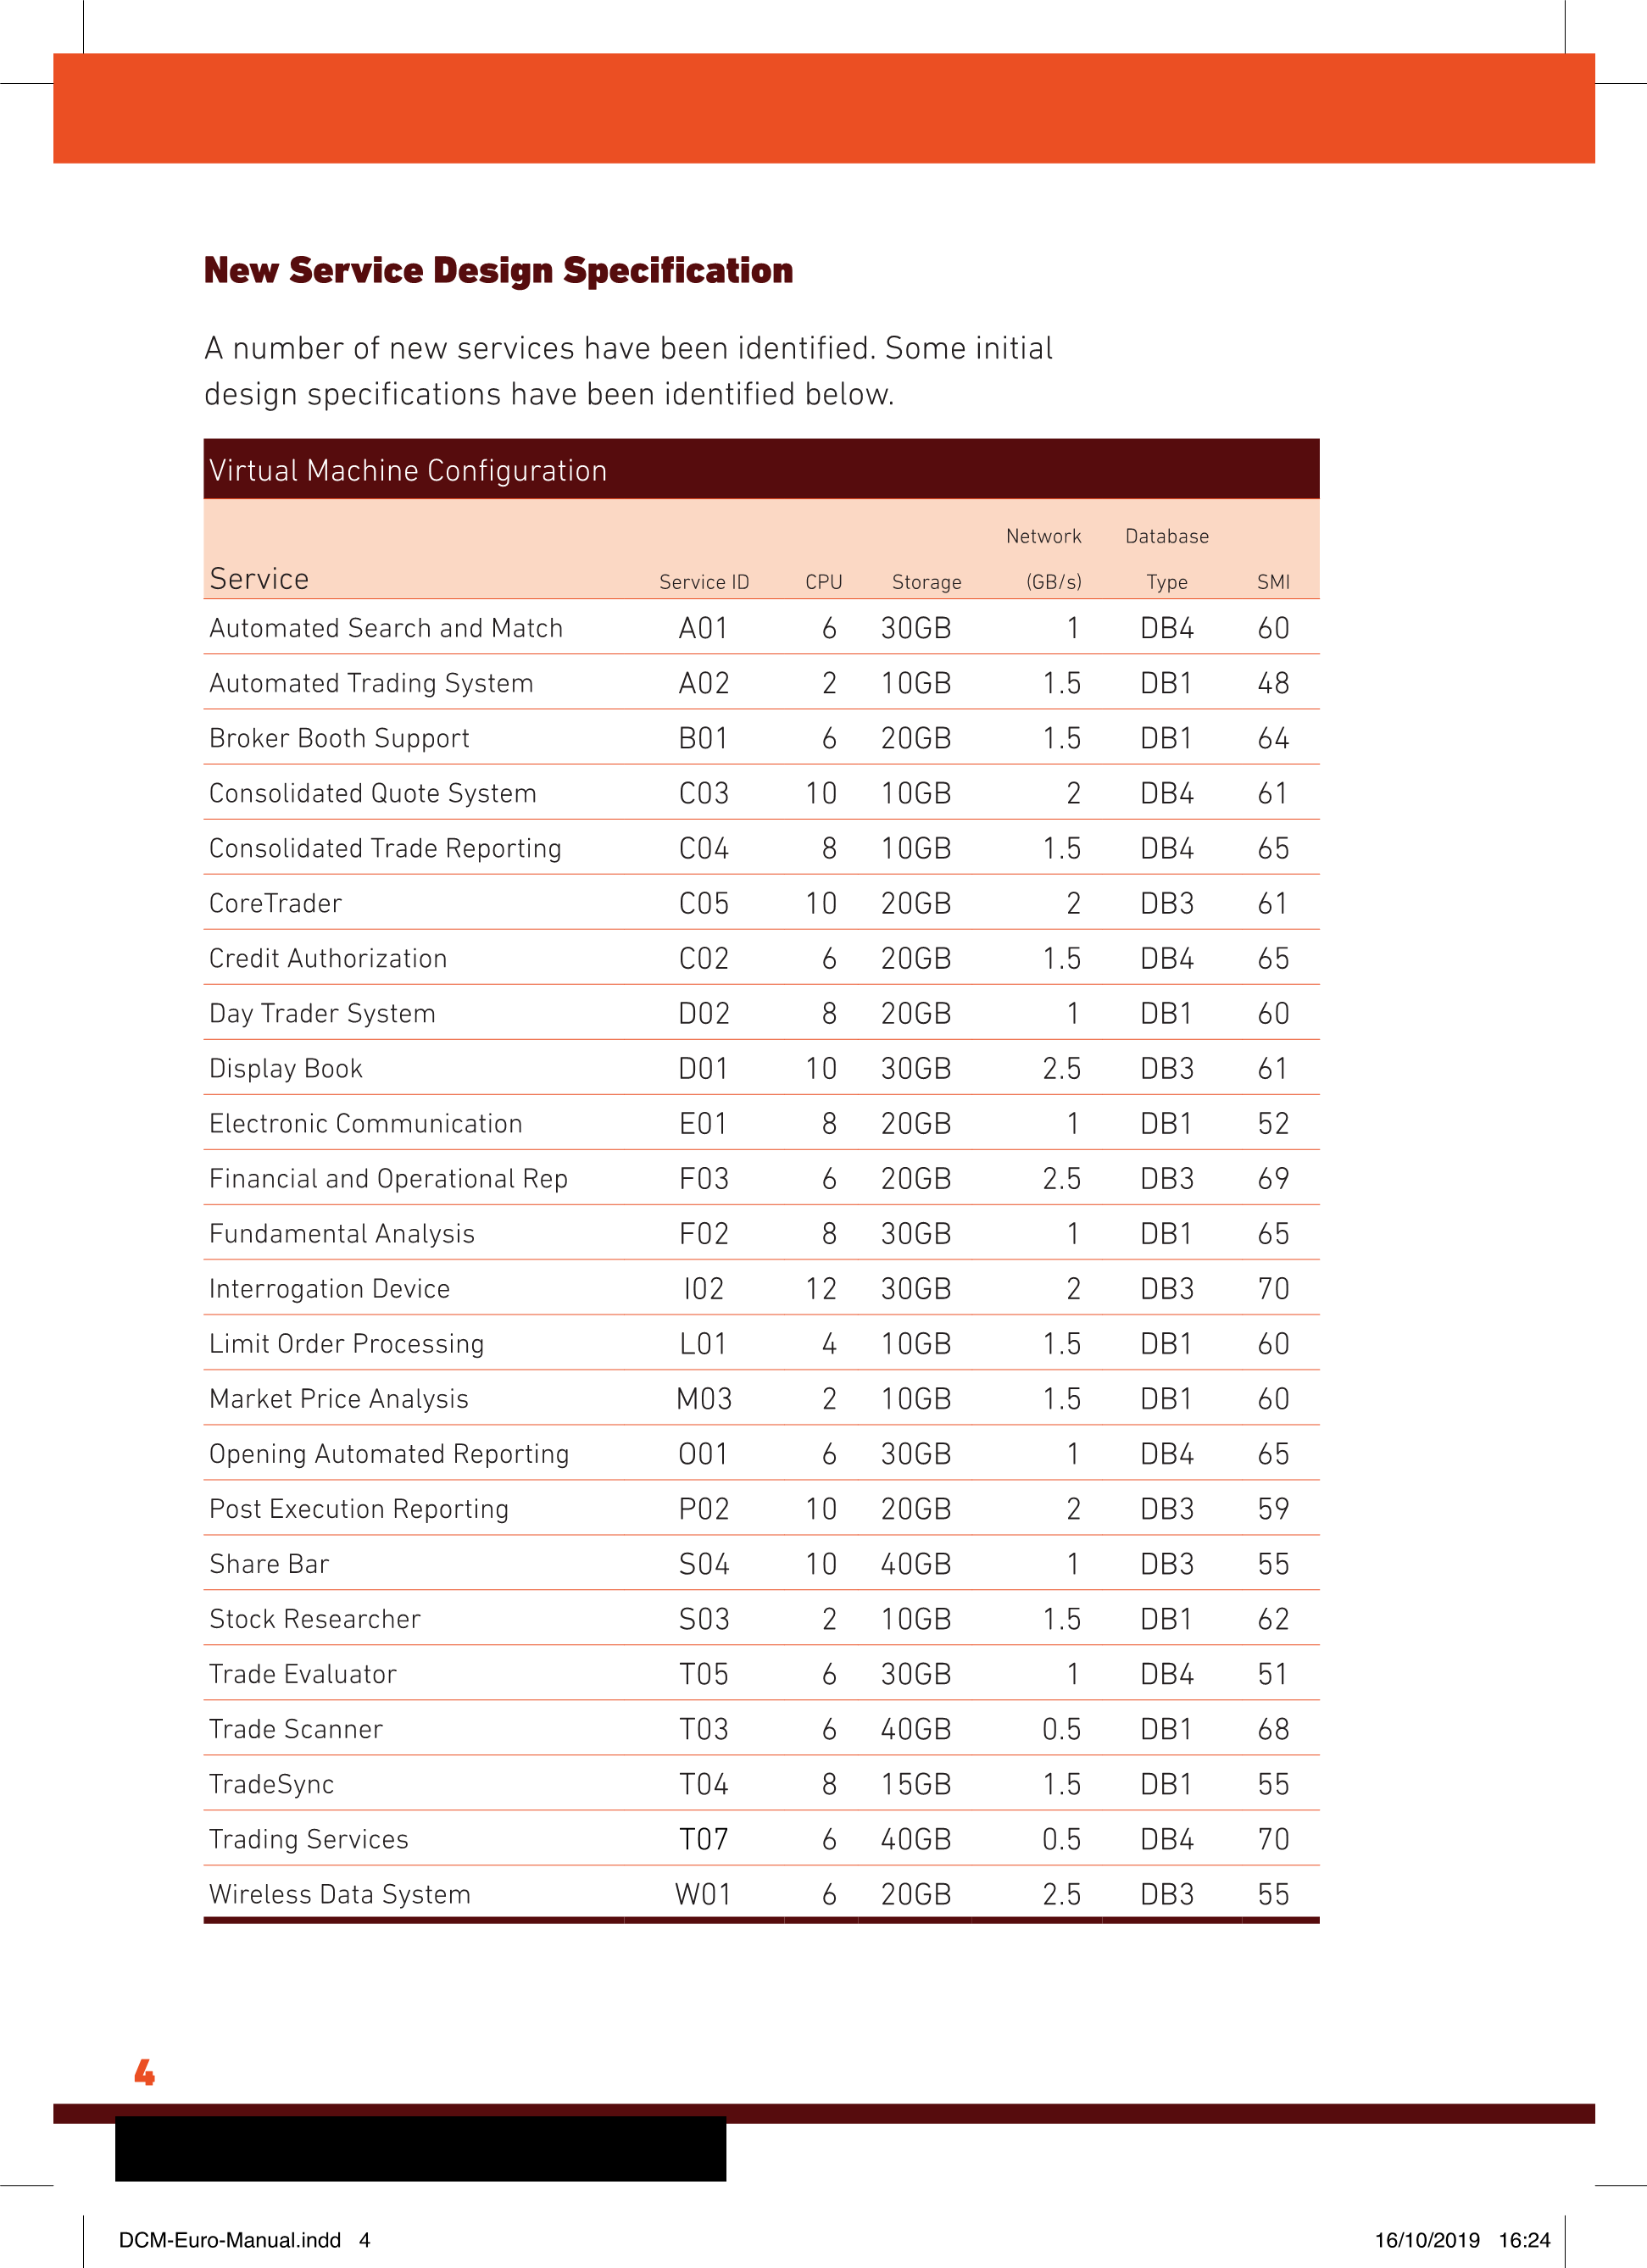 New Service Design Specification
A number of new services have been identified. Some initial
design specifications have been identified below.
Virtual Machine Configuration
Network Database
Service Service ID CPU Storage (GB/s) Type SMI
Automated Search and Match A01 6 30GB 1 DB4 60
Automated Trading System A02 2 10GB 1.5 DB1 48
Broker Booth Support B01 6 20GB 1.5 DB1 64
Consolidated Quote System C03 10 10GB 2 DB4 61
Consolidated Trade Reporting C04 8 10GB 1.5 DB4 65
CoreTrader C05 10 20GB 2 DB3 61
Credit Authorization C02 6 20GB 1.5 DB4 65
Day Trader System D02 8 20GB 1 DB1 60
Display Book D01 10 30GB 2.5 DB3 61
Electronic Communication E01 8 20GB 1 DB1 52
Financial and Operational Rep F03 6 20GB 2.5 DB3 69
Fundamental Analysis F02 8 30GB 1 DB1 65
Interrogation Device I02 12 30GB 2 DB3 70
Limit Order Processing L01 4 10GB 1.5 DB1 60
Market Price Analysis M03 2 10GB 1.5 DB1 60
Opening Automated Reporting O01 6 30GB 1 DB4 65
Post Execution Reporting P02 10 20GB 2 DB3 59
Share Bar S04 10 40GB 1 DB3 55
Stock Researcher S03 2 10GB 1.5 DB1 62
Trade Evaluator T05 6 30GB 1 DB4 51
Trade Scanner T03 6 40GB 0.5 DB1 68
TradeSync T04 8 15GB 1.5 DB1 55
Trading Services T07 6 40GB 0.5 DB4 70
Wireless Data System W01 6 20GB 2.5 DB3 55
4
DCM-Euro-Manual.indd 4 16/10/2019 16:24